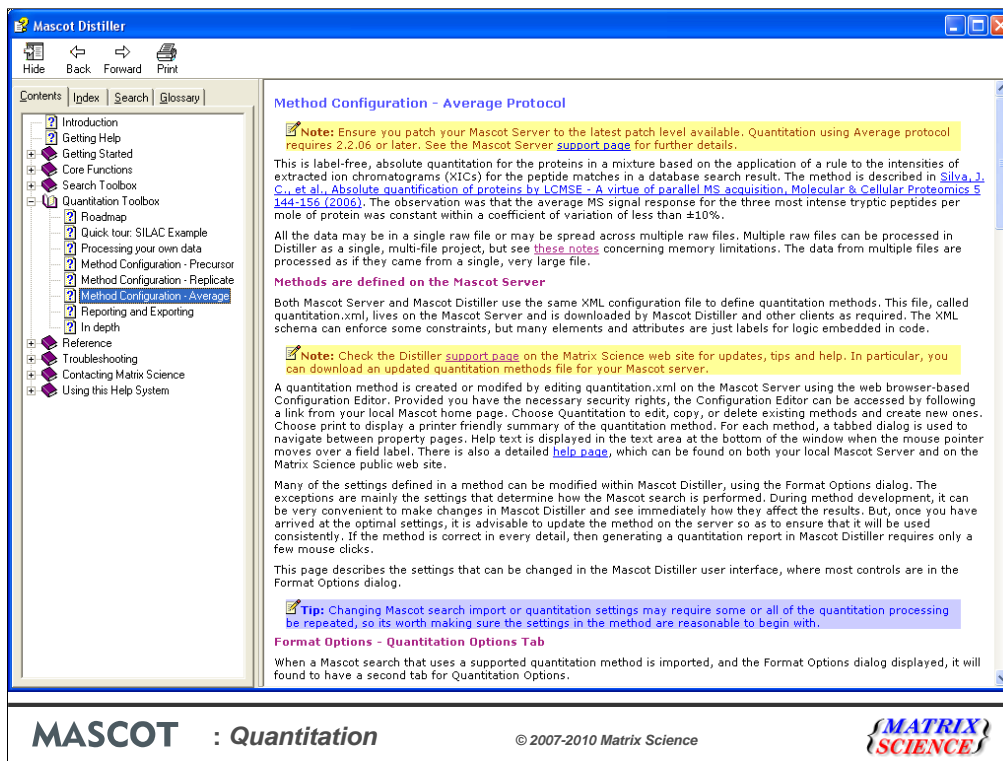 Mascot Distiller
Hide Back Forward Print
Contents Index Search Glossary
Introduction
Getting Help
Getting Started
Core Functions
Search Toolbox
Quantitation Toolbox
Roadmap
Quick tour: SILAC Example
Processing your own data
Method Configuration - Precursor
Method Configuration - Replicate
Method Configuration - Average
Reporting and Exporting
In depth
Reference
Troubleshooting
Contacting Matrix Science
Using this Help System
Method Configuration - Average Protocol
Note: Ensure you patch your Mascot Server to the latest patch level available. Quantitation using Average protocol
requires 2.2.06 or later. See the Mascot Server support page for further details.
This is label-free, absolute quantitation for the proteins in a mixture based on the application of a rule to the intensities of
extracted ion chromatograms (XICs) for the peptide matches in a database search result. The method is described in Silva, J.
C., et al., Absolute quantification of proteins by LCMSE - A virtue of parallel MS acquisition, Molecular & Cellular Proteomics 5
144-156 (2006). The observation was that the average MS signal response for the three most intense tryptic peptides per
mole of protein was constant within a coefficient of variation of less than ±10%.
All the data may be in a single raw file or may be spread across multiple raw files. Multiple raw files can be processed in
Distiller as a single, multi-file project, but see these notes concerning memory limitations. The data from multiple files are
processed as if they came from a single, very large file.
Methods are defined on the Mascot Server
Both Mascot Server and Mascot Distiller use the same XML configuration file to define quantitation methods. This file, called
quantitation.xml, lives on the Mascot Server and is downloaded by Mascot Distiller and other clients as required. The XML
schema can enforce some constraints, but many elements and attributes are just labels for logic embedded in code.
Note: Check the Distiller support page on the Matrix Science web site for updates, tips and help. In particular, you
can download an updated quantitation methods file for your Mascot server.
A quantitation method is created or modifed by editing quantitation.xml on the Mascot Server using the web browser-based
Configuration Editor. Provided you have the necessary security rights, the Configuration Editor can be accessed by following
a link from your local Mascot home page. Choose Quantitation to edit, copy, or delete existing methods and create new ones.
Choose print to display a printer friendly summary of the quantitation method. For each method, a tabbed dialog is used to
navigate between property pages. Help text is displayed in the text area at the bottom of the window when the mouse pointer
moves over a field label. There is also a detailed help page, which can be found on both your local Mascot Server and on the
Matrix Science public web site.
Many of the settings defined in a method can be modified within Mascot Distiller, using the Format Options dialog. The
exceptions are mainly the settings that determine how the Mascot search is performed. During method development, it can
be very convenient to make changes in Mascot Distiller and see immediately how they affect the results. But, once you have
arrived at the optimal settings, it is advisable to update the method on the server so as to ensure that it will be used
consistently. If the method is correct in every detail, then generating a quantitation report in Mascot Distiller requires only a
few mouse clicks.
This page describes the settings that can be changed in the Mascot Distiller user interface, where most controls are in the
Format Options dialog.
Tip: Changing Mascot search import or quantitation settings may require some or all of the quantitation processing
be repeated, so its worth making sure the settings in the method are reasonable to begin with.
Format Options - Quantitation Options Tab
When a Mascot search that uses a supported quantitation method is imported, and the Format Options dialog displayed, it will
found to have a second tab for Quantitation Options.
MASCOT : Quantitation © 2007-2010 Matrix Science
MATRIX
SCIENCE